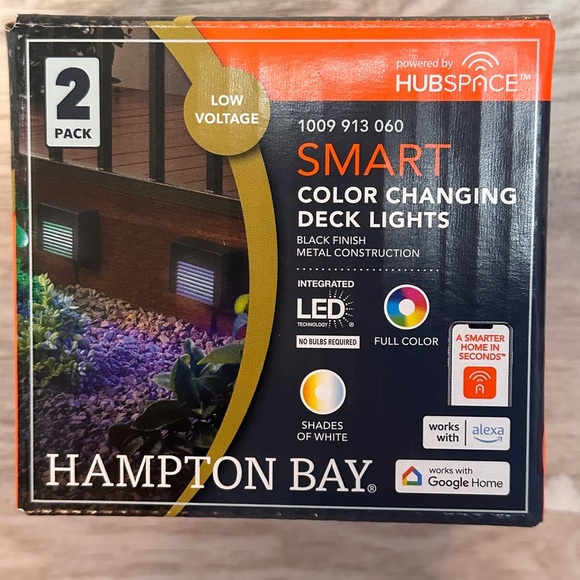 2
PACK
LOW
VOLTAGE
powered by
HUBSPACE™
1009 913 060
SMART
COLOR CHANGING
DECK LIGHTS
BLACK FINISH
METAL CONSTRUCTION
INTEGRATED
LED
TECHNOLOGY ®
NO BULBS REQUIRED
FULL COLOR
A SMARTER
HOME IN
SECONDS™
SHADES
OF WHITE
works
with alexa
works with
Google Home
HAMPTON BAY®